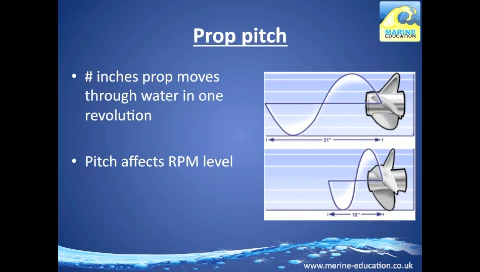 Prop pitch
MARINE
EDUCATION
• # inches prop moves
through water in one
revolution
• Pitch affects RPM level
21"
www.marine-education.co.uk